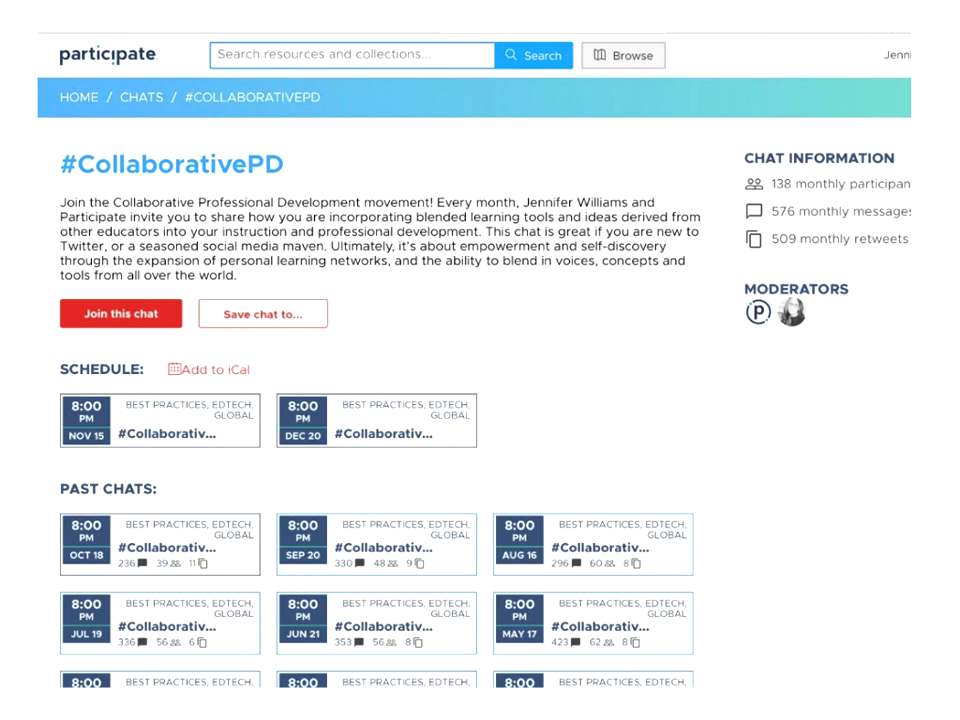 participate
Search resources and collections...
Search
Browse
Jenni
HOME / CHATS / #COLLABORATIVEPD
#CollaborativePD
Join the Collaborative Professional Development movement! Every month, Jennifer Williams and
Participate invite you to share how you are incorporating blended learning tools and ideas derived from
other educators into your instruction and professional development. This chat is great if you are new to
Twitter, or a seasoned social media maven. Ultimately, it's about empowerment and self-discovery
through the expansion of personal learning networks, and the ability to blend in voices, concepts and
tools from all over the world.
Join this chat
Save chat to...
CHAT INFORMATION
138 monthly participan
576 monthly messages
509 monthly retweets
MODERATORS
P
SCHEDULE:
Add to iCal
8:00
PM
NOV 15
BEST PRACTICES, EDTECH,
GLOBAL
#Collaborativ...
8:00
PM
DEC 20
BEST PRACTICES, EDTECH,
GLOBAL
#Collaborativ...
PAST CHATS:
8:00
PM
OCT 18
BEST PRACTICES, EDTECH,
GLOBAL
#Collaborativ...
236 39 11
8:00
PM
SEP 20
BEST PRACTICES, EDTECH,
GLOBAL
#Collaborativ...
330 48 9
8:00
PM
AUG 16
BEST PRACTICES, EDTECH,
GLOBAL
#Collaborativ...
296 60 8
8:00
PM
JUL 19
BEST PRACTICES, EDTECH,
GLOBAL
#Collaborativ...
336 56 6
8:00
PM
JUN 21
BEST PRACTICES, EDTECH,
GLOBAL
#Collaborativ...
353 56 8
8:00
PM
MAY 17
BEST PRACTICES, EDTECH,
GLOBAL
#Collaborativ...
423 62 8
8:00
BEST PRACTICES, EDTECH,
8:00
BEST PRACTICES, EDTECH,
8:00
BEST PRACTICES, EDTECH,